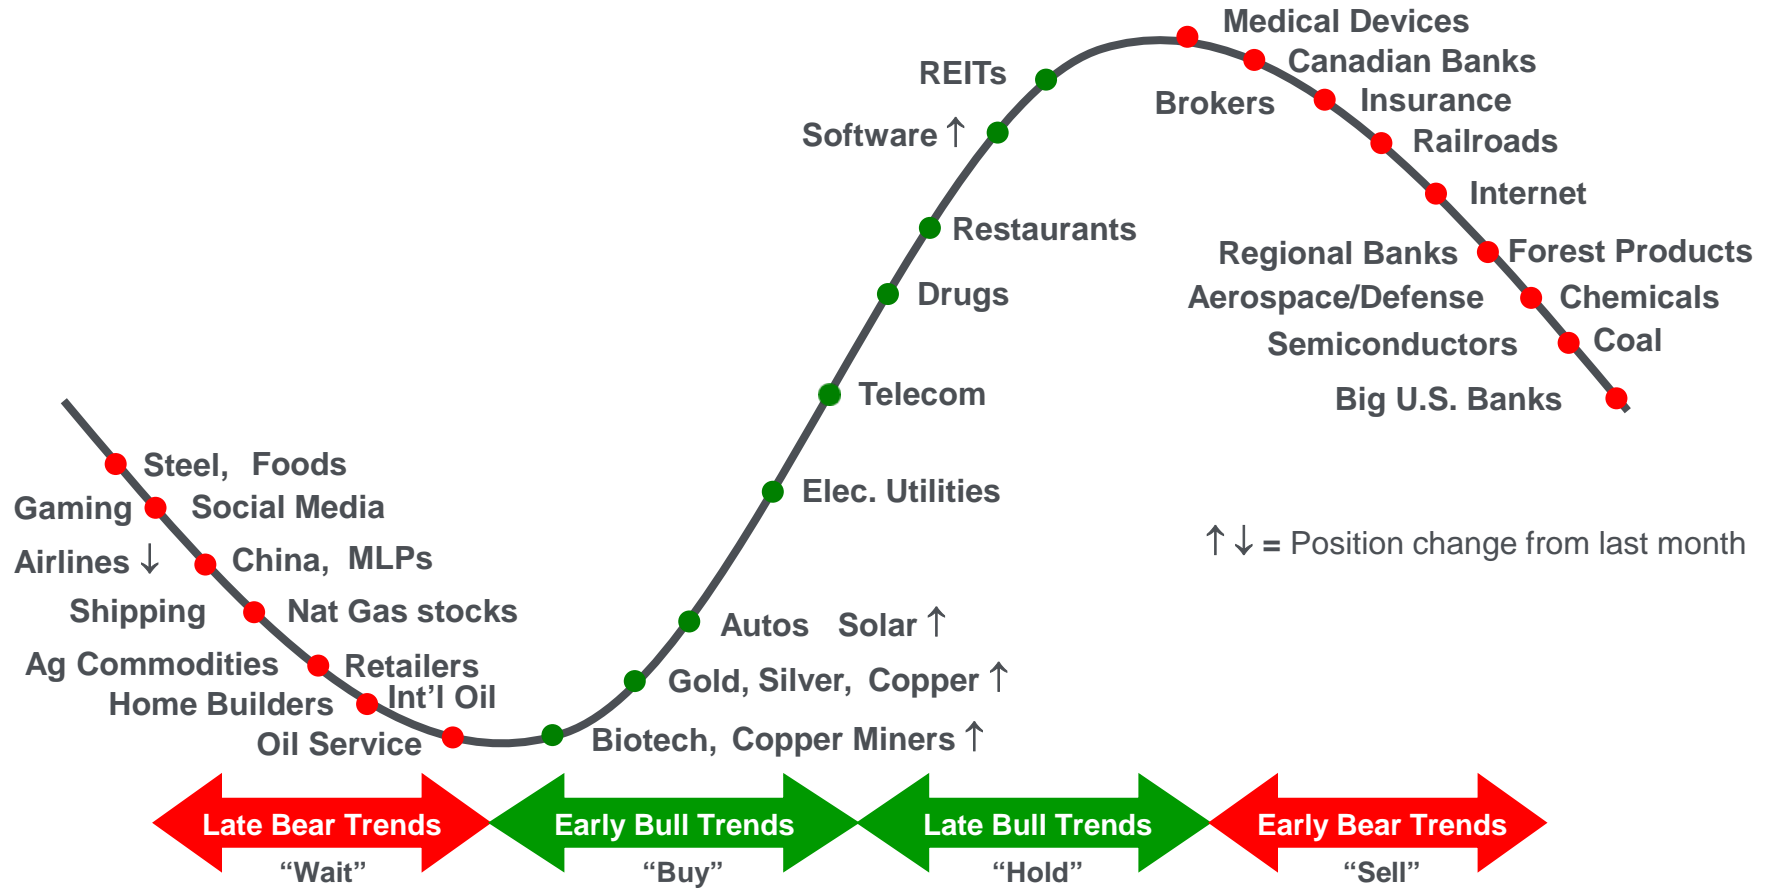 Medical Devices
REITs
Canadian Banks
Brokers
Insurance
Software ↑
Railroads
Internet
Restaurants
Regional Banks
Forest Products
Drugs
Aerospace/Defense
Chemicals
Semiconductors
Coal
Telecom
Big U.S. Banks
Steel, Foods
Elec. Utilities
Gaming
Social Media
↑↓ = Position change from last month
Airlines ↓
China, MLPs
Shipping
Nat Gas stocks
Autos Solar ↑
Ag Commodities
Retailers
Gold, Silver, Copper ↑
Home Builders
Int’l Oil
Oil Service
Biotech, Copper Miners ↑
Late Bear Trends
Early Bull Trends
Late Bull Trends
Early Bear Trends
“Wait”
“Buy”
“Hold”
“Sell”